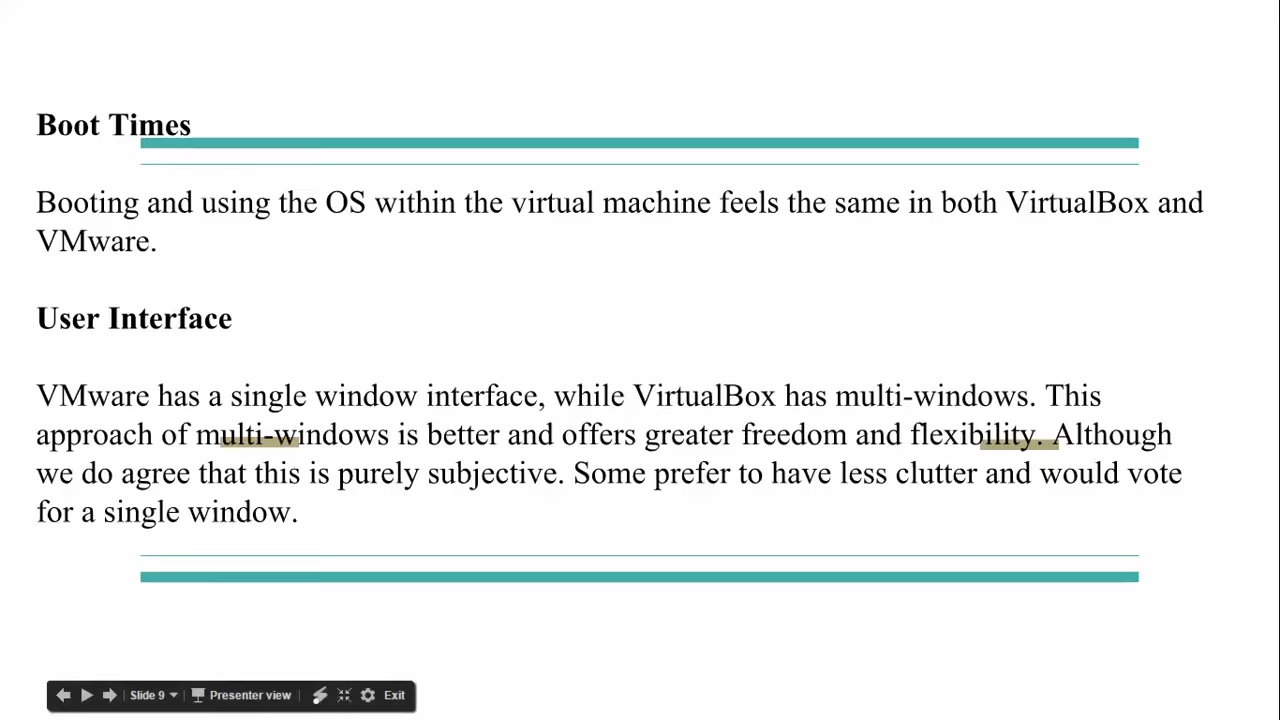 Boot Times
Booting and using the OS within the virtual machine feels the same in both VirtualBox and
VMware.
User Interface
VMware has a single window interface, while VirtualBox has multi-windows. This
approach of multi-windows is better and offers greater freedom and flexibility. Although
we do agree that this is purely subjective. Some prefer to have less clutter and would vote
for a single window.
Slide 9 Presenter view Exit